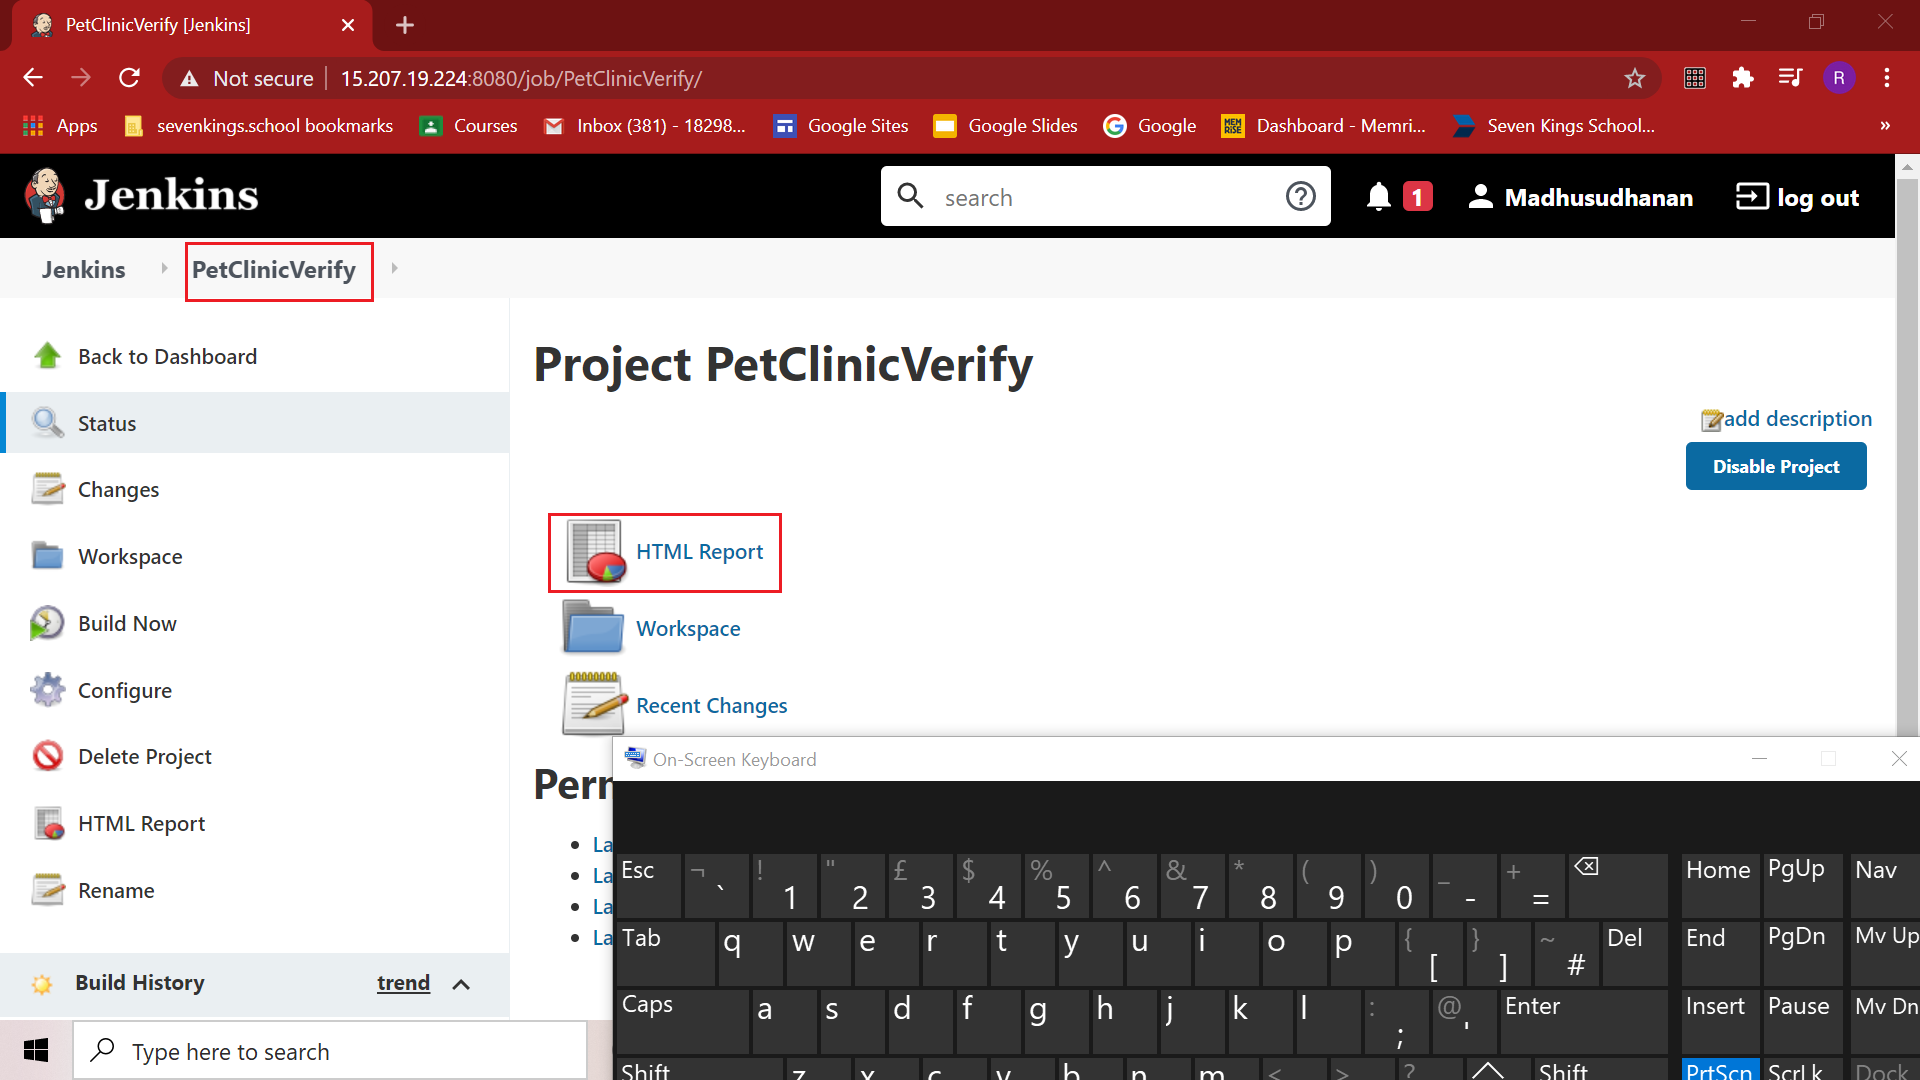 PetClinicVerify [Jenkins]
Not secure | 15.207.19.224:8080/job/PetClinicVerify/
R
Apps sevenkings.school bookmarks Courses Inbox (381) - 18298... Google Sites Google Slides Google Dashboard - Memri... Seven Kings School... »
Jenkins search 1 Madhusudhanan log out
Jenkins PetClinicVerify
Back to Dashboard
Status
Changes
Workspace
Build Now
Configure
Delete Project
HTML Report
Rename
Build History trend
Project PetClinicVerify
add description
Disable Project
HTML Report
Workspace
Recent Changes
Perm
La
La
La
La
On-Screen Keyboard
Esc ¬ ` ! 1 " 2 £ 3 $ 4 % 5 ^ 6 & 7 * 8 ( 9 ) 0 _ - + = Home PgUp Nav
Tab q w e r t y u i o p { [ } ] ~ # Del End PgDn Mv Up
Caps a s d f g h j k l : ; @ ' Enter Insert Pause Mv Dn
Shift z x c v b n m < > ? Shift PrtScn ScrLk Dock
Type here to search